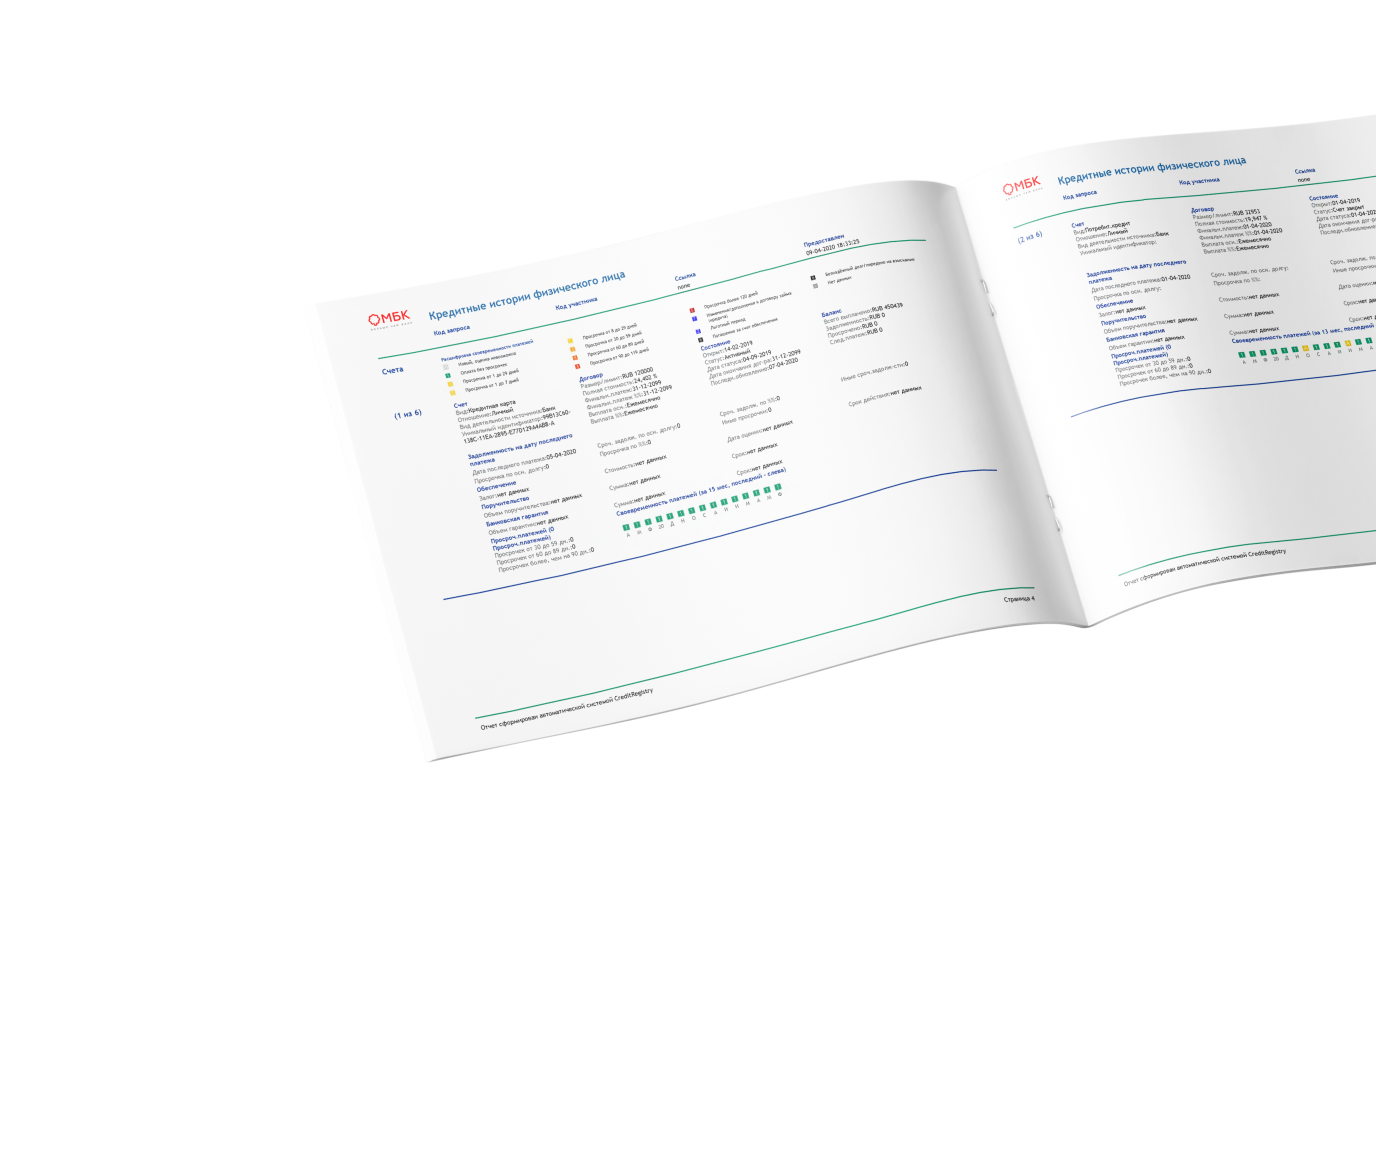 МБК
Кредитные истории физического лица
Код запроса
Код участника
Ссылка
none
Предоставлен
09-04-2020 18:33:25
Счета
Расшифровка своевременности платежей
Новый, оценка невозможна
Оплата без просрочек
Просрочка от 1 до 29 дней
Просрочка от 1 до 7 дней
Просрочка от 8 до 29 дней
Просрочка от 30 до 59 дней
Просрочка от 60 до 89 дней
Просрочка от 90 до 119 дней
Просрочка более 120 дней
Изменения/дополнения к договору займа
(кредита)
Льготный период
Погашение за счет обеспечения
Безнадёжный долг/передано на взыскание
Нет данных
(1 из 6)
Счет
Вид:Кредитная карта
Отношение:Личный
Вид деятельности источника:Банк
Уникальный идентификатор:99B13C60-
138C-11EA-2895-E77D129A4AB8-A
Договор
Размер/лимит:RUB 120000
Полная стоимость:24,402 %
Финальн.платеж:31-12-2099
Финальн.платеж %%:31-12-2099
Выплата осн.:Ежемесячно
Выплата %%:Ежемесячно
Состояние
Открыт:14-02-2019
Статус:Активный
Дата статуса:04-09-2019
Дата окончания дог-ра:31-12-2099
Последн.обновление:07-04-2020
Баланс
Всего выплачено:RUB 450439
Задолженность:RUB 0
Просрочено:RUB 0
След.платеж:RUB 0
Задолженность на дату последнего
платежа
Дата последнего платежа:05-04-2020
Просрочка по осн. долгу:0
Сроч. задолж. по осн. долгу:0
Просрочка по %%:0
Сроч. задолж. по %%:0
Иные просрочки:0
Иные сроч.задолж-сти:0
Обеспечение
Залог:нет данных
Стоимость:нет данных
Дата оценки:нет данных
Срок действия:нет данных
Поручительство
Объем поручительства:нет данных
Сумма:нет данных
Срок:нет данных
Банковская гарантия
Объем гарантии:нет данных
Сумма:нет данных
Срок:нет данных
Просроч.платежей (0
Просроч.платежей)
Просрочек от 30 до 59 дн.:0
Просрочек от 60 до 89 дн.:0
Просрочек более, чем на 90 дн.:0
Своевременность платежей (за 15 мес, последний - слева)
1 1 1 1 1 1 1 1 1 1 1 1 1 1 1
А М Ф 20 Д Н О С А И И М А М Ф
Страница 4
Отчет сформирован автоматической системой CreditRegistry
МБК
Кредитные истории физического лица
Код запроса
Код участника
Ссылка
none
(2 из 6)
Счет
Вид:Потребит.кредит
Отношение:Личный
Вид деятельности источника:Банк
Уникальный идентификатор:
Договор
Размер/лимит:RUB 32951
Полная стоимость:19,947 %
Финальн.платеж:01-04-2020
Финальн.платеж %%:01-04-2020
Выплата осн.:Ежемесячно
Выплата %%:Ежемесячно
Состояние
Открыт:01-04-2019
Статус:Счет закрыт
Дата статуса:01-04-202
Дата окончания дог-ра
Последн.обновление
Задолженность на дату последнего
платежа
Дата последнего платежа:01-04-2020
Просрочка по осн. долгу:
Сроч. задолж. по осн. долгу:
Просрочка по %%:
Сроч. задолж. по
Иные просрочки
Обеспечение
Залог:нет данных
Стоимость:нет данных
Дата оценки:
Поручительство
Объем поручительства:нет данных
Сумма:нет данных
Срок:нет
Банковская гарантия
Объем гарантии:нет данных
Сумма:нет данных
Срок:нет
Просроч.платежей (0
Просроч.платежей)
Просрочек от 30 до 59 дн.:0
Просрочек от 60 до 89 дн.:0
Просрочек более, чем на 90 дн.:0
Своевременность платежей (за 13 мес, последний
А М Ф 20 Д Н О С А И И М А
Отчет сформирован автоматической системой CreditRegistry